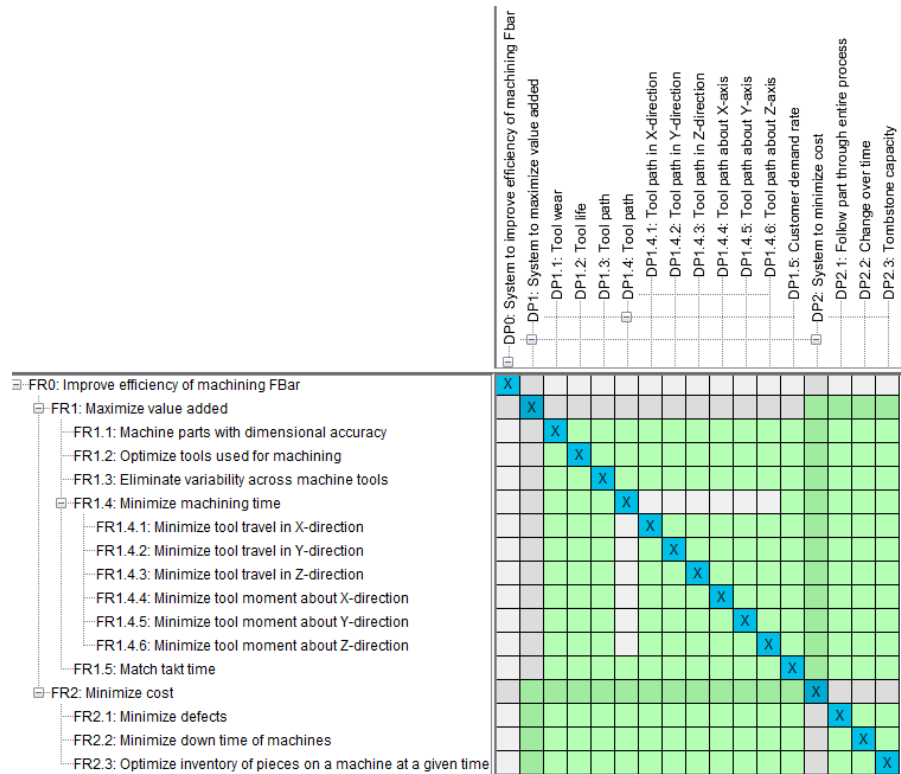 DP0: System to improve efficiency of machining Fbar
DP1: System to maximize value added
DP1.1: Tool wear
DP1.2: Tool life
DP1.3: Tool path
DP1.4: Tool path
DP1.4.1: Tool path in X-direction
DP1.4.2: Tool path in Y-direction
DP1.4.3: Tool path in Z-direction
DP1.4.4: Tool path about X-axis
DP1.4.5: Tool path about Y-axis
DP1.4.6: Tool path about Z-axis
DP1.5: Customer demand rate
DP2: System to minimize cost
DP2.1: Follow part through entire process
DP2.2: Change over time
DP2.3: Tombstone capacity
FR0: Improve efficiency of machining FBar X
FR1: Maximize value added X
FR1.1: Machine parts with dimensional accuracy X
FR1.2: Optimize tools used for machining X
FR1.3: Eliminate variability across machine tools X
FR1.4: Minimize machining time X
FR1.4.1: Minimize tool travel in X-direction X
FR1.4.2: Minimize tool travel in Y-direction X
FR1.4.3: Minimize tool travel in Z-direction X
FR1.4.4: Minimize tool moment about X-direction X
FR1.4.5: Minimize tool moment about Y-direction X
FR1.4.6: Minimize tool moment about Z-direction X
FR1.5: Match takt time X
FR2: Minimize cost X
FR2.1: Minimize defects X
FR2.2: Minimize down time of machines X
FR2.3: Optimize inventory of pieces on a machine at a given time X